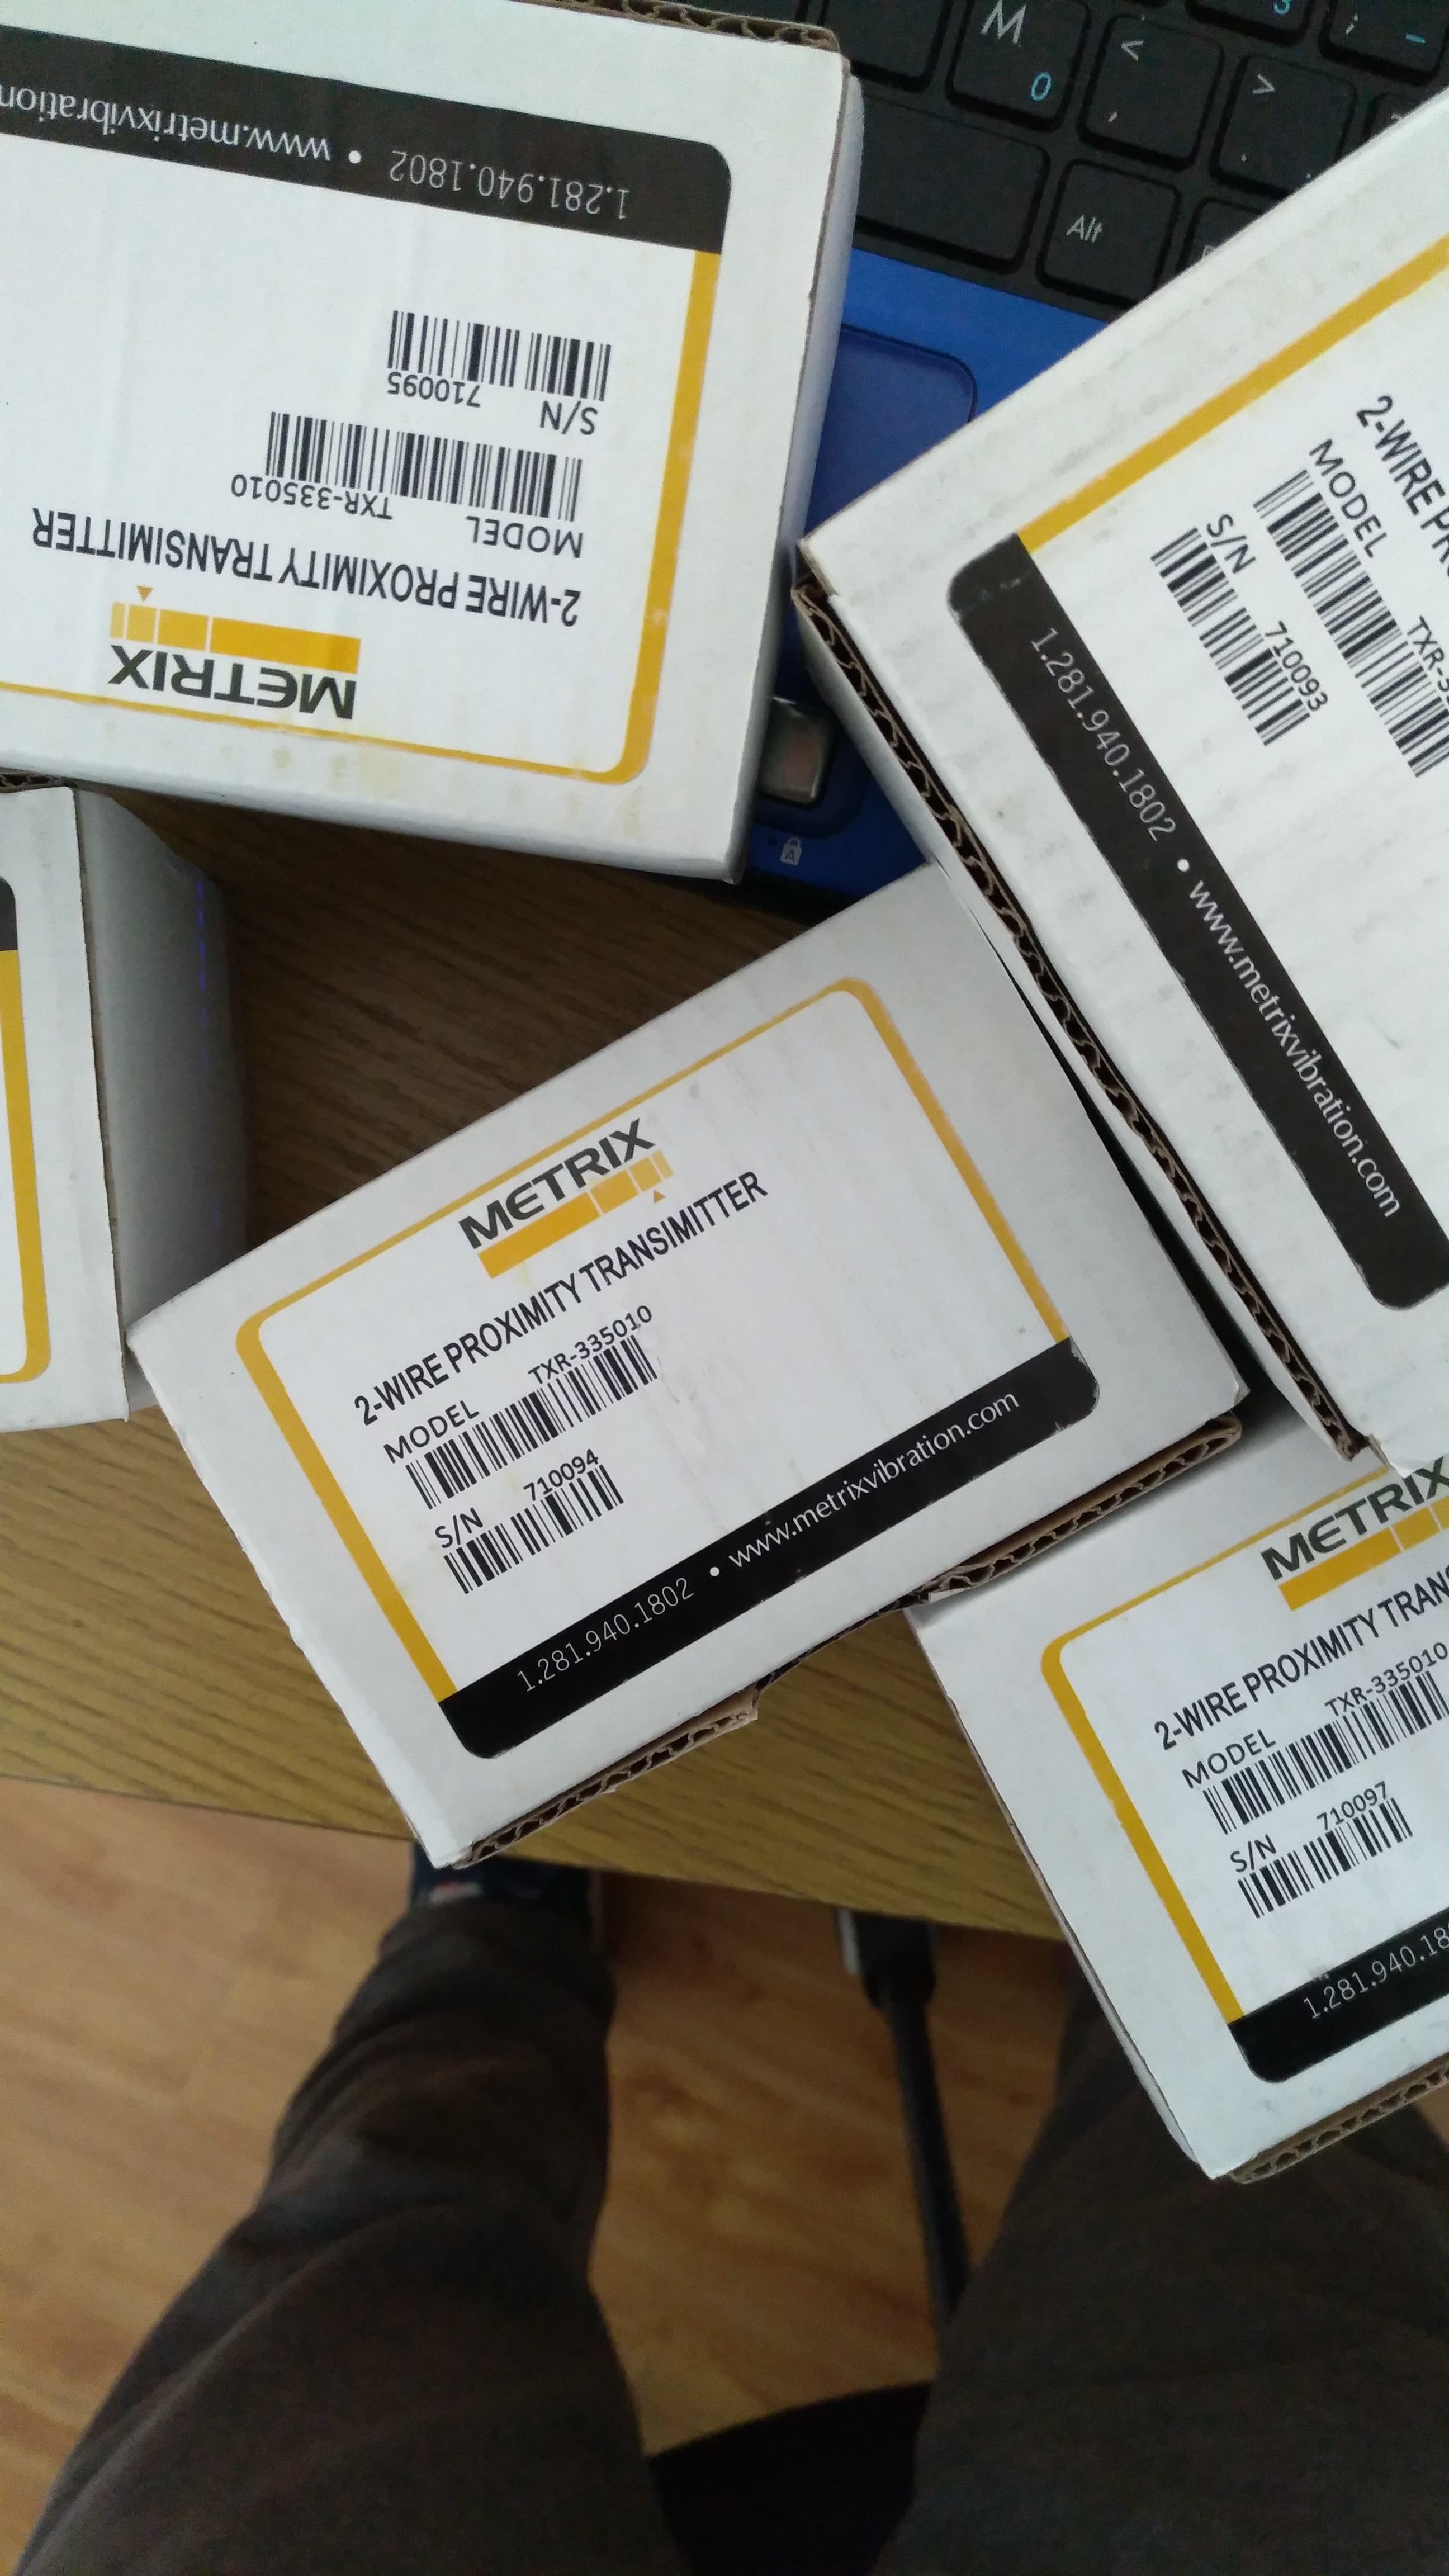 M
0
<
,
>
.
;
Alt
1.281.940.1802 • www.metrixvibration
METRIX
2-WIRE PROXIMITY TRANSIMITTER
MODEL TXR-335010
S/N 710095
2-WIRE
MODEL TXR-3
S/N 710093
1.281.940.1802 • www.metrixvibration.com
A
METRIX
2-WIRE PROXIMITY TRANSIMITTER
MODEL TXR-335010
S/N 710094
1.281.940.1802 • www.metrixvibration.com
METRIX
2-WIRE PROXIMITY TRAN
MODEL TXR-335010
S/N 710097
1.281.940.18